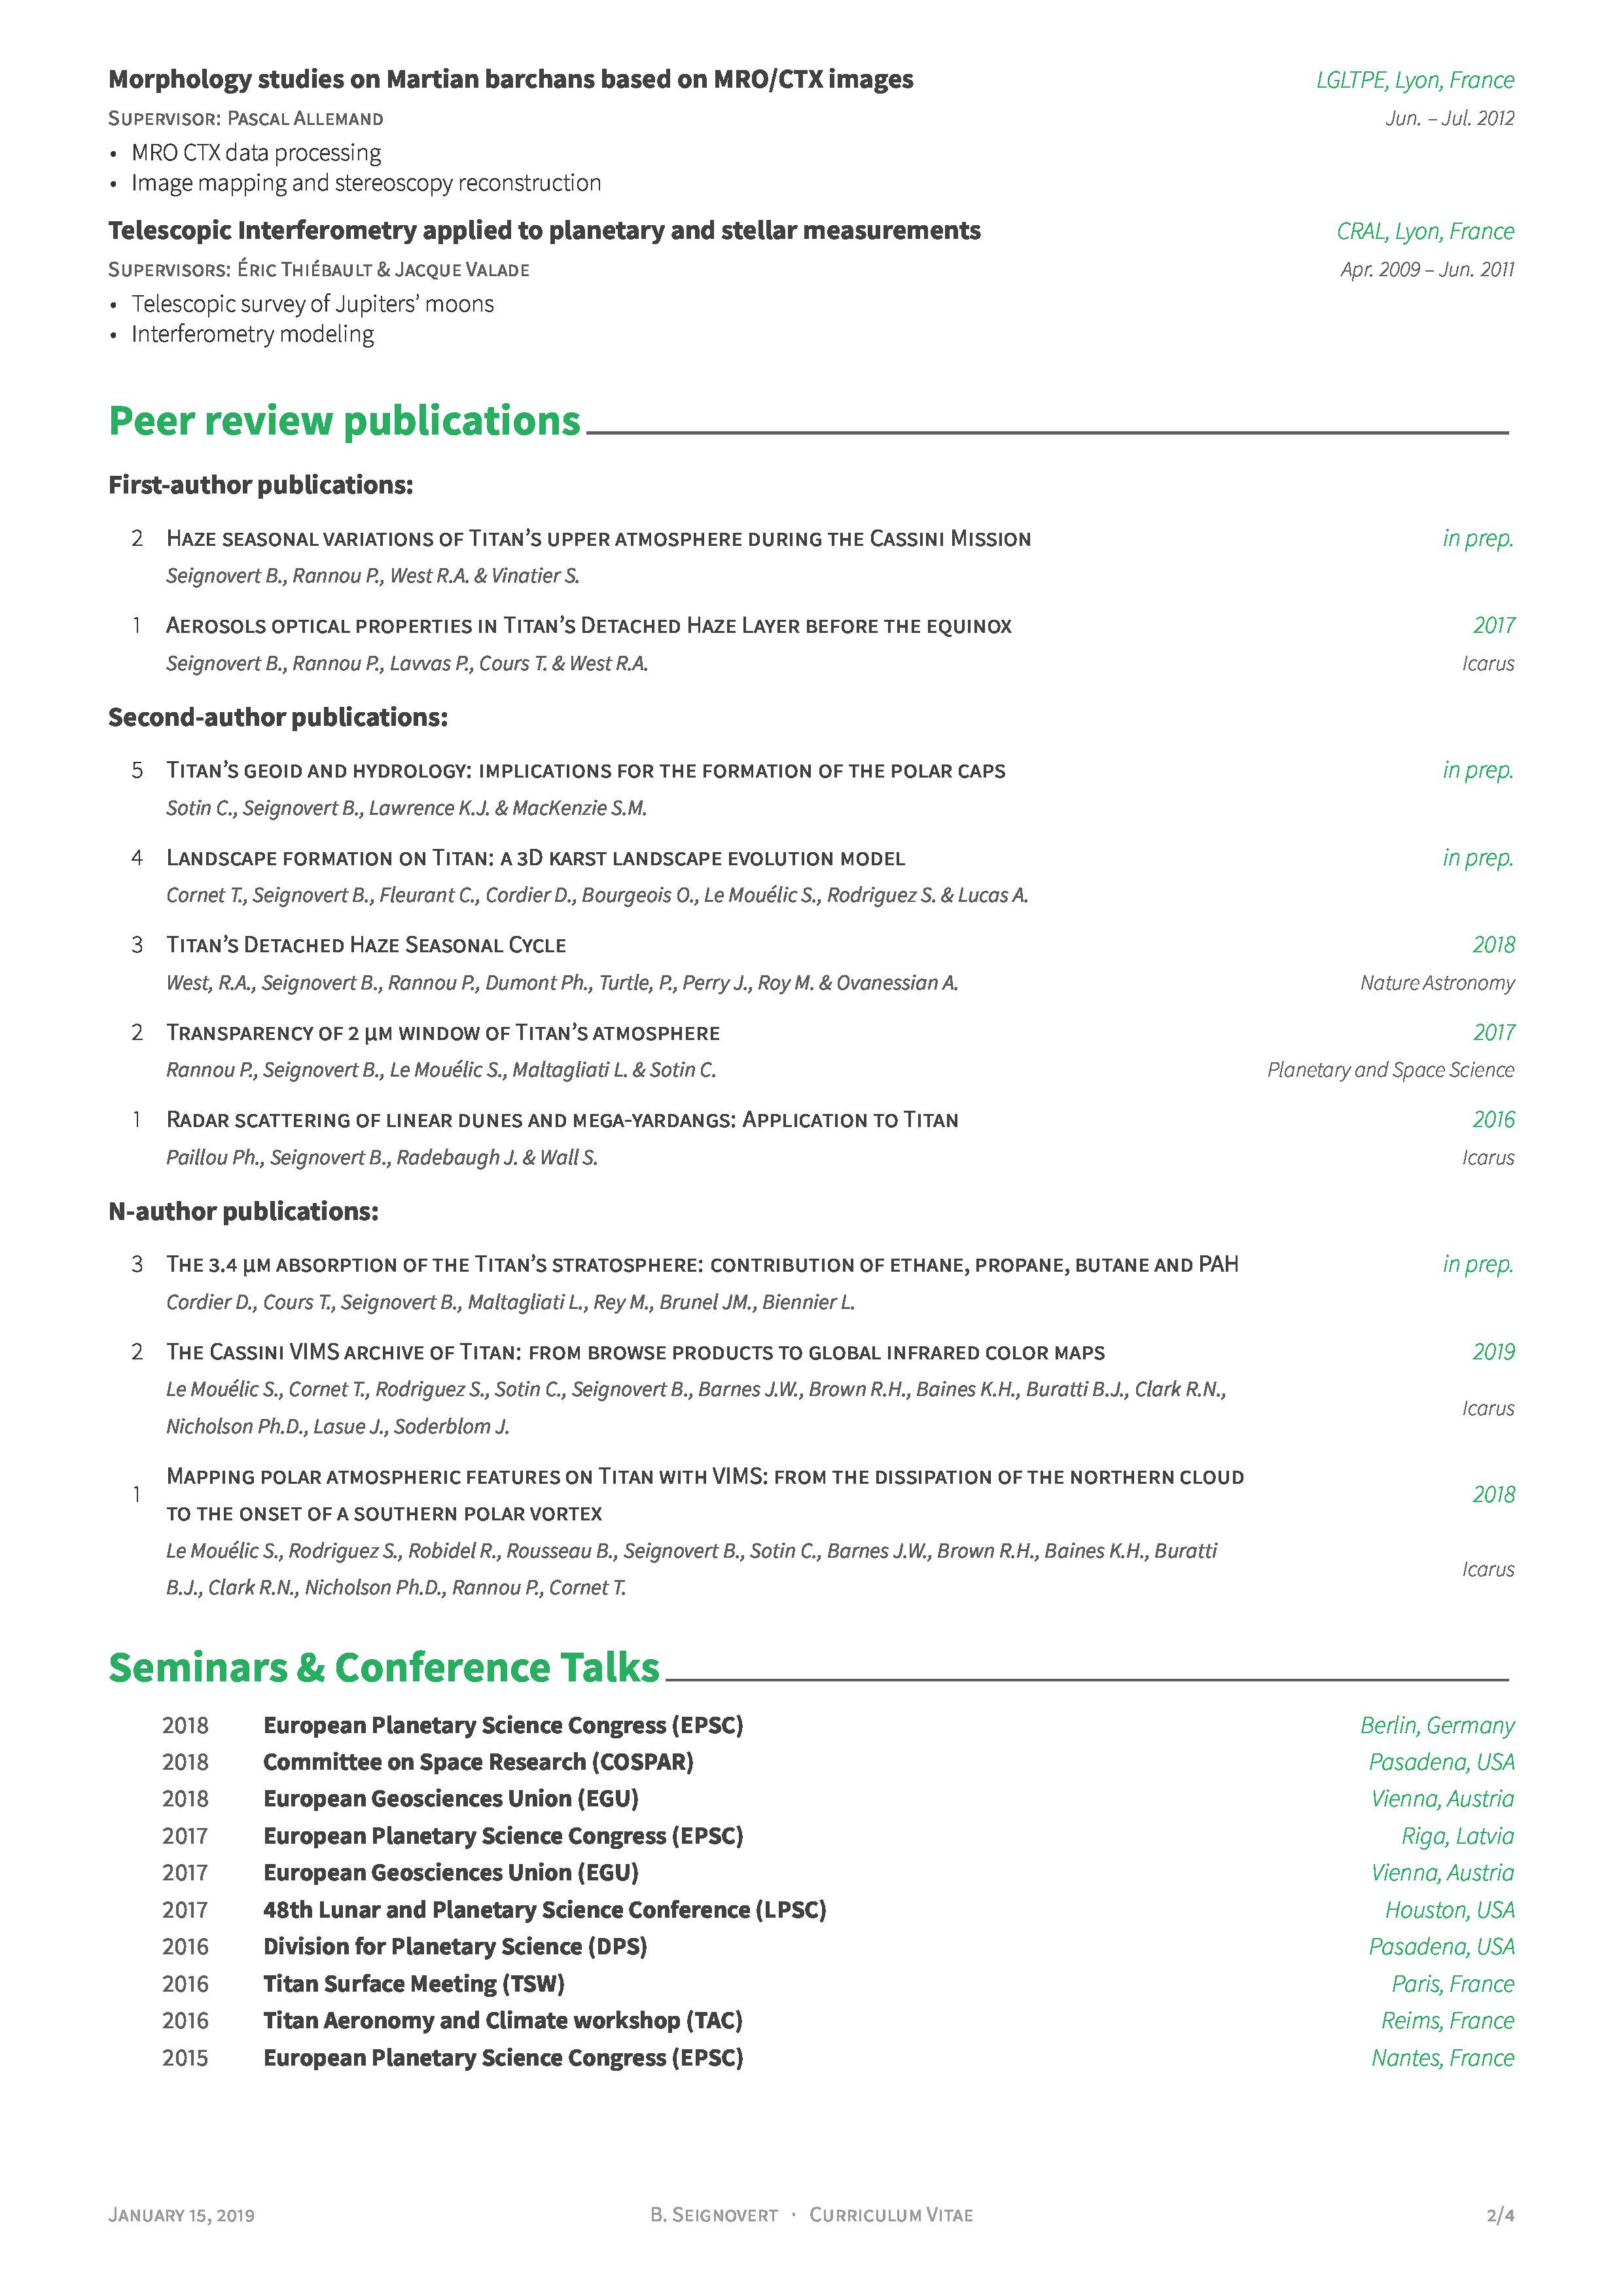 Morphology studies on Martian barchans based on MRO/CTX images LGLTPE, Lyon, France
Supervisor: Pascal Allemand Jun. – Jul. 2012
• MRO CTX data processing
• Image mapping and stereoscopy reconstruction
Telescopic Interferometry applied to planetary and stellar measurements CRAL, Lyon, France
Supervisors: Éric Thiébault & Jacque Valade Apr. 2009 – Jun. 2011
• Telescopic survey of Jupiters’ moons
• Interferometry modeling
Peer review publications
First-author publications:
2 Haze seasonal variations of Titan’s upper atmosphere during the Cassini Mission in prep.
Seignovert B., Rannou P., West R.A. & Vinatier S.
1 Aerosols optical properties in Titan’s Detached Haze Layer before the equinox 2017
Seignovert B., Rannou P., Lavvas P., Cours T. & West R.A. Icarus
Second-author publications:
5 Titan’s geoid and hydrology: implications for the formation of the polar caps in prep.
Sotin C., Seignovert B., Lawrence K.J. & MacKenzie S.M.
4 Landscape formation on Titan: a 3D karst landscape evolution model in prep.
Cornet T., Seignovert B., Fleurant C., Cordier D., Bourgeois O., Le Mouélic S., Rodriguez S. & Lucas A.
3 Titan’s Detached Haze Seasonal Cycle 2018
West, R.A., Seignovert B., Rannou P., Dumont Ph., Turtle, P., Perry J., Roy M. & Ovanessian A. Nature Astronomy
2 Transparency of 2 μm window of Titan’s atmosphere 2017
Rannou P., Seignovert B., Le Mouélic S., Maltagliati L. & Sotin C. Planetary and Space Science
1 Radar scattering of linear dunes and mega-yardangs: Application to Titan 2016
Paillou Ph., Seignovert B., Radebaugh J. & Wall S. Icarus
N-author publications:
3 The 3.4 μm absorption of the Titan’s stratosphere: contribution of ethane, propane, butane and PAH in prep.
Cordier D., Cours T., Seignovert B., Maltagliati L., Rey M., Brunel JM., Biennier L.
2 The Cassini VIMS archive of Titan: from browse products to global infrared color maps 2019
Le Mouélic S., Cornet T., Rodriguez S., Sotin C., Seignovert B., Barnes J.W., Brown R.H., Baines K.H., Buratti B.J., Clark R.N.,
Icarus
Nicholson Ph.D., Lasue J., Soderblom J.
Mapping polar atmospheric features on Titan with VIMS: from the dissipation of the northern cloud
1 2018
to the onset of a southern polar vortex
Le Mouélic S., Rodriguez S., Robidel R., Rousseau B., Seignovert B., Sotin C., Barnes J.W., Brown R.H., Baines K.H., Buratti
Icarus
B.J., Clark R.N., Nicholson Ph.D., Rannou P., Cornet T.
Seminars & Conference Talks
2018 European Planetary Science Congress (EPSC) Berlin, Germany
2018 Committee on Space Research (COSPAR) Pasadena, USA
2018 European Geosciences Union (EGU) Vienna, Austria
2017 European Planetary Science Congress (EPSC) Riga, Latvia
2017 European Geosciences Union (EGU) Vienna, Austria
2017 48th Lunar and Planetary Science Conference (LPSC) Houston, USA
2016 Division for Planetary Science (DPS) Pasadena, USA
2016 Titan Surface Meeting (TSW) Paris, France
2016 Titan Aeronomy and Climate workshop (TAC) Reims, France
2015 European Planetary Science Congress (EPSC) Nantes, France
January 15, 2019 B. Seignovert · Curriculum Vitae 2/4